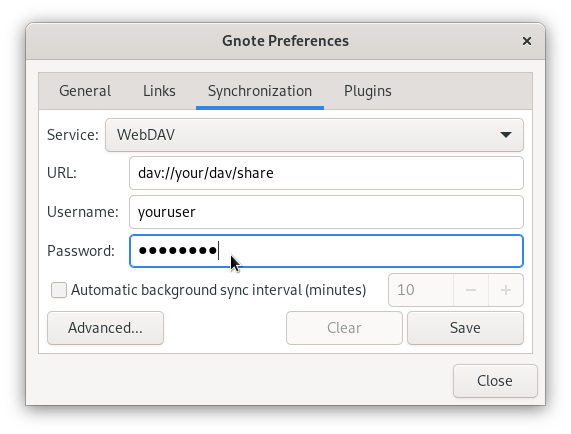 Gnote Preferences ×
General Links Synchronization Plugins
Service: WebDAV
URL: dav://your/dav/share
Username: youruser
Password: ●●●●●●●●
Automatic background sync interval (minutes) 10 − +
Advanced... Clear Save
Close